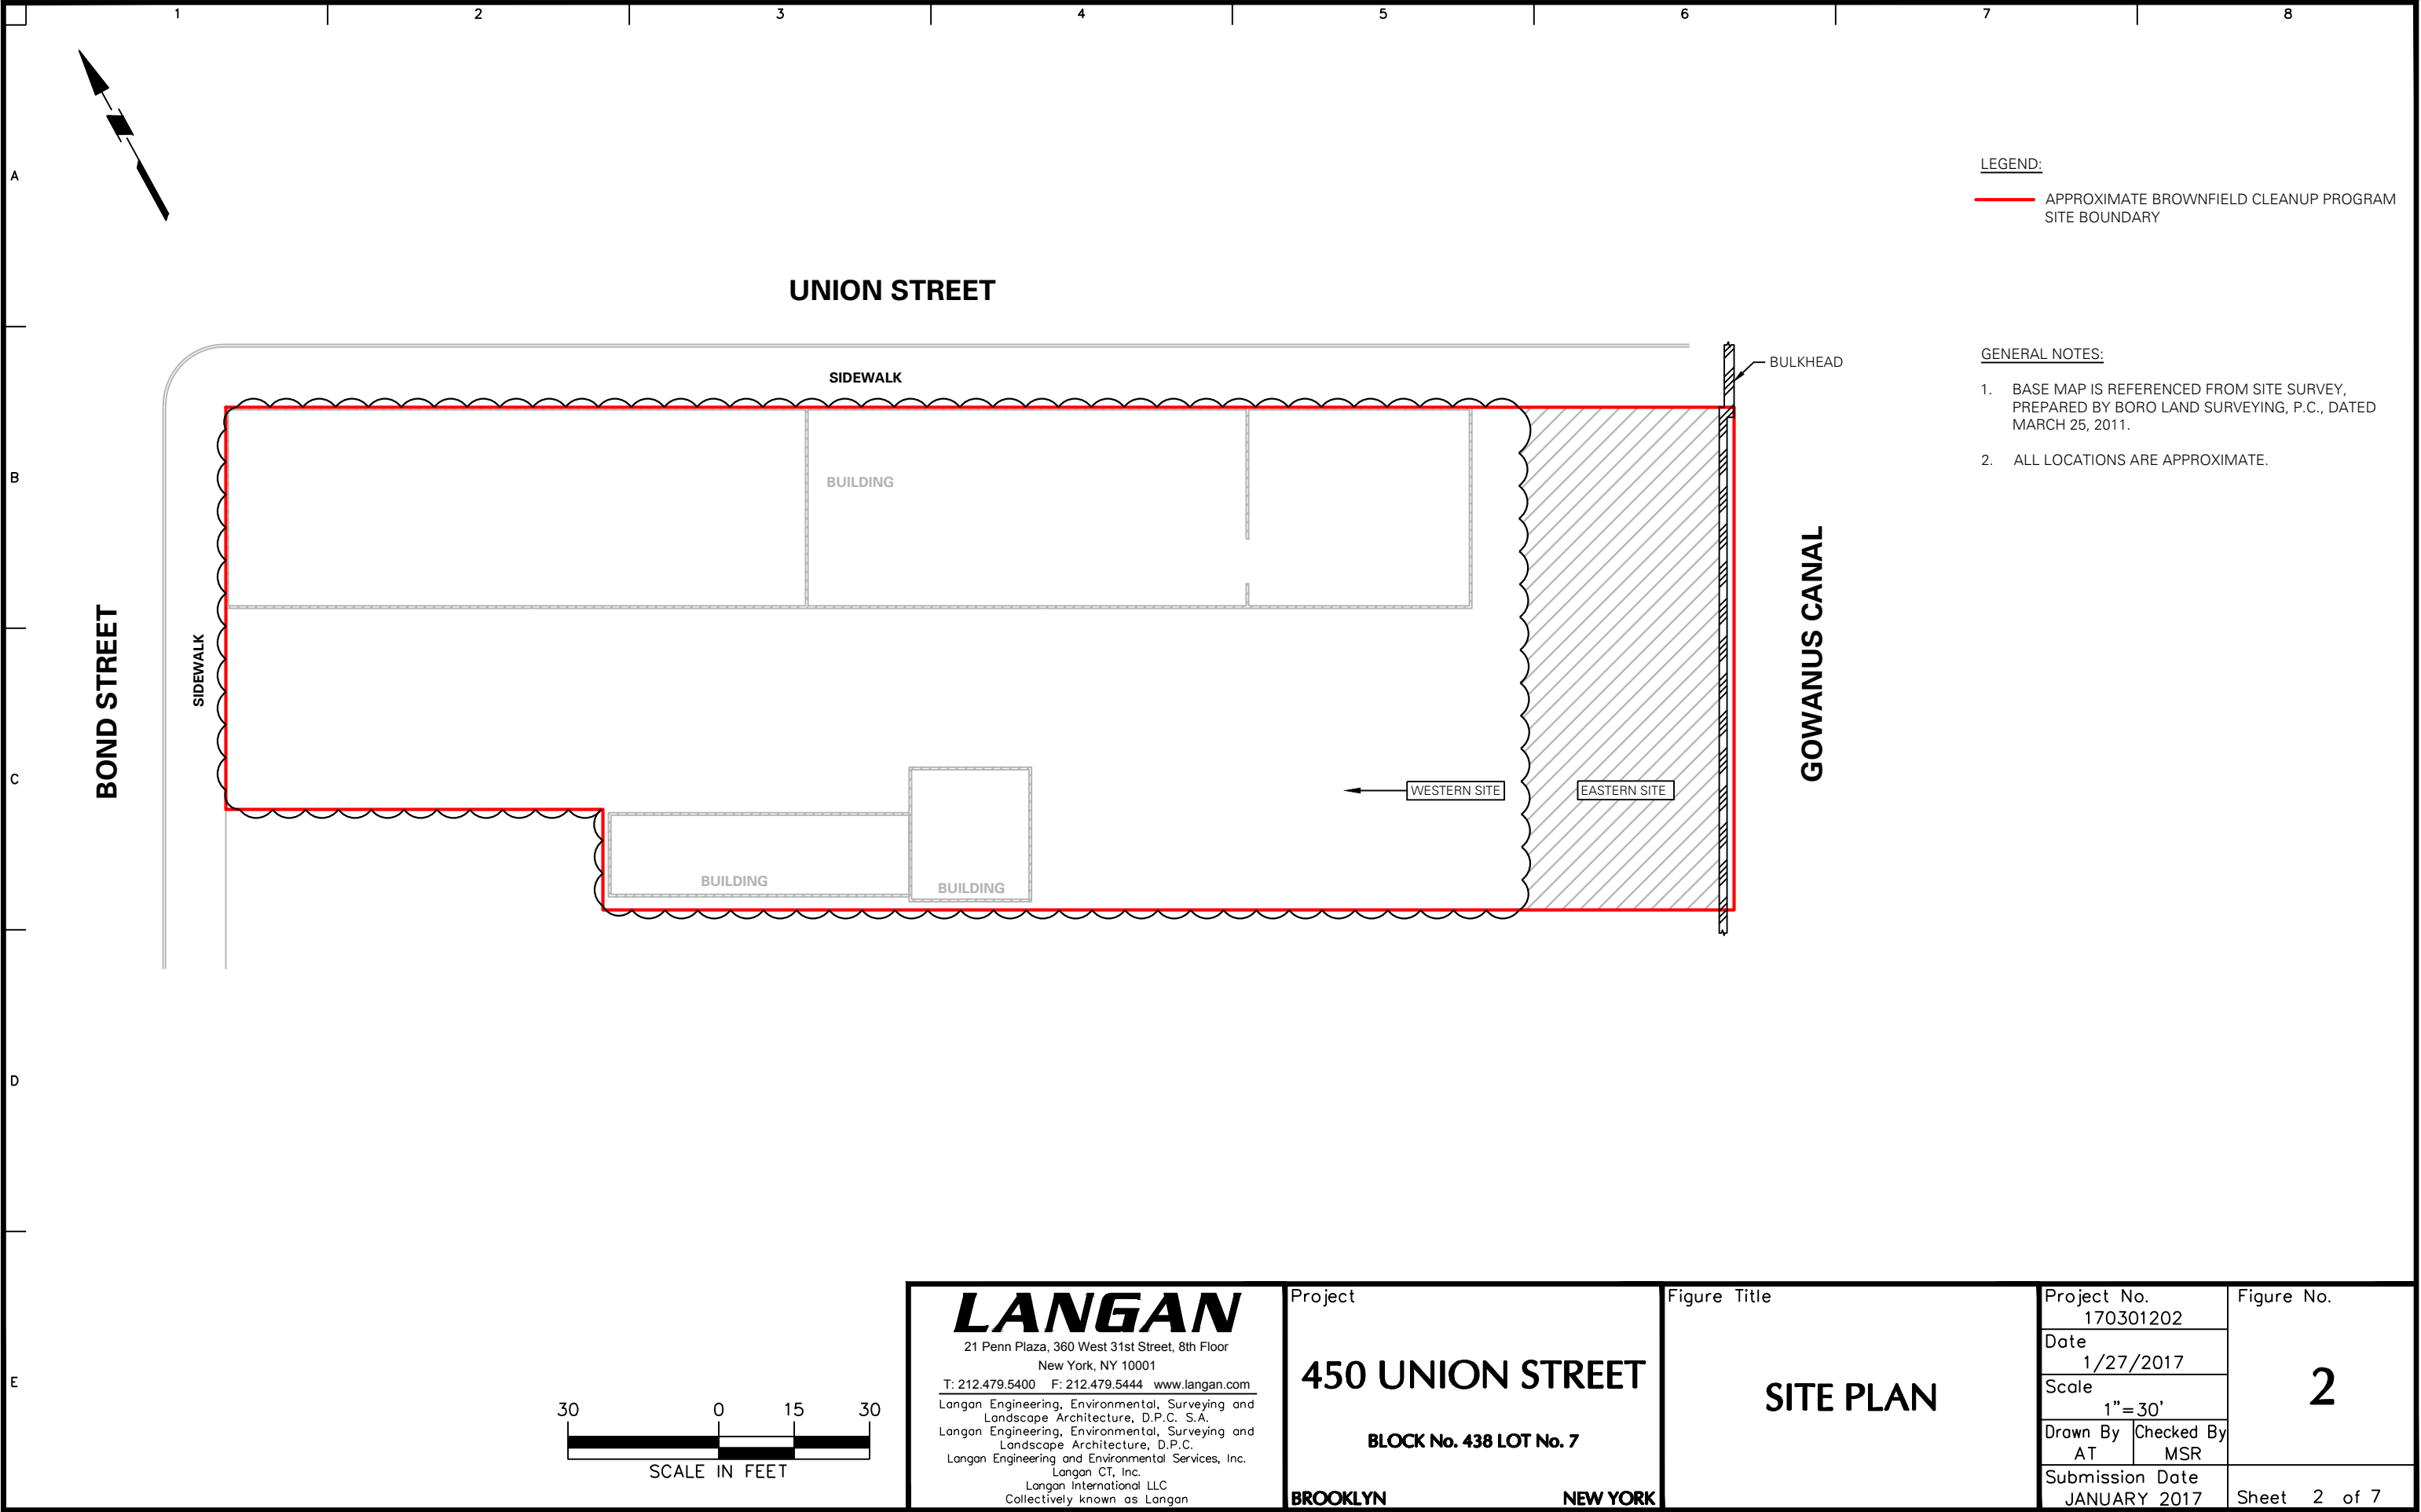 1 2 3 4 5 6 7 8
A
B
C
D
E
LEGEND:
APPROXIMATE BROWNFIELD CLEANUP PROGRAM
SITE BOUNDARY
UNION STREET
BULKHEAD
SIDEWALK
GENERAL NOTES:
1. BASE MAP IS REFERENCED FROM SITE SURVEY,
PREPARED BY BORO LAND SURVEYING, P.C., DATED
MARCH 25, 2011.
2. ALL LOCATIONS ARE APPROXIMATE.
BUILDING
BOND STREET
SIDEWALK
GOWANUS CANAL
WESTERN SITE
EASTERN SITE
BUILDING
BUILDING
30 0 15 30
SCALE IN FEET
LANGAN
21 Penn Plaza, 360 West 31st Street, 8th Floor
New York, NY 10001
T: 212.479.5400 F: 212.479.5444 www.langan.com
Langan Engineering, Environmental, Surveying and
Landscape Architecture, D.P.C. S.A.
Langan Engineering, Environmental, Surveying and
Landscape Architecture, D.P.C.
Langan Engineering and Environmental Services, Inc.
Langan CT, Inc.
Langan International LLC
Collectively known as Langan
Project
450 UNION STREET
BLOCK No. 438 LOT No. 7
BROOKLYN NEW YORK
Figure Title
SITE PLAN
Project No.
170301202
Date
1/27/2017
Scale
1"=30'
Drawn By Checked By
AT MSR
Submission Date
JANUARY 2017
Figure No.
2
Sheet 2 of 7